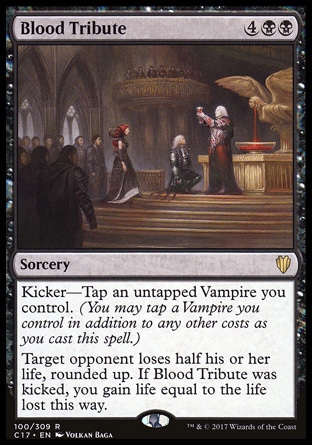 Blood Tribute 4
Sorcery
Kicker—Tap an untapped Vampire you
control. (You may tap a Vampire you
control in addition to any other costs as
you cast this spell.)
Target opponent loses half his or her
life, rounded up. If Blood Tribute was
kicked, you gain life equal to the life
lost this way.
100/309 R
C17 • EN Volkan Baga
™ & © 2017 Wizards of the Coast